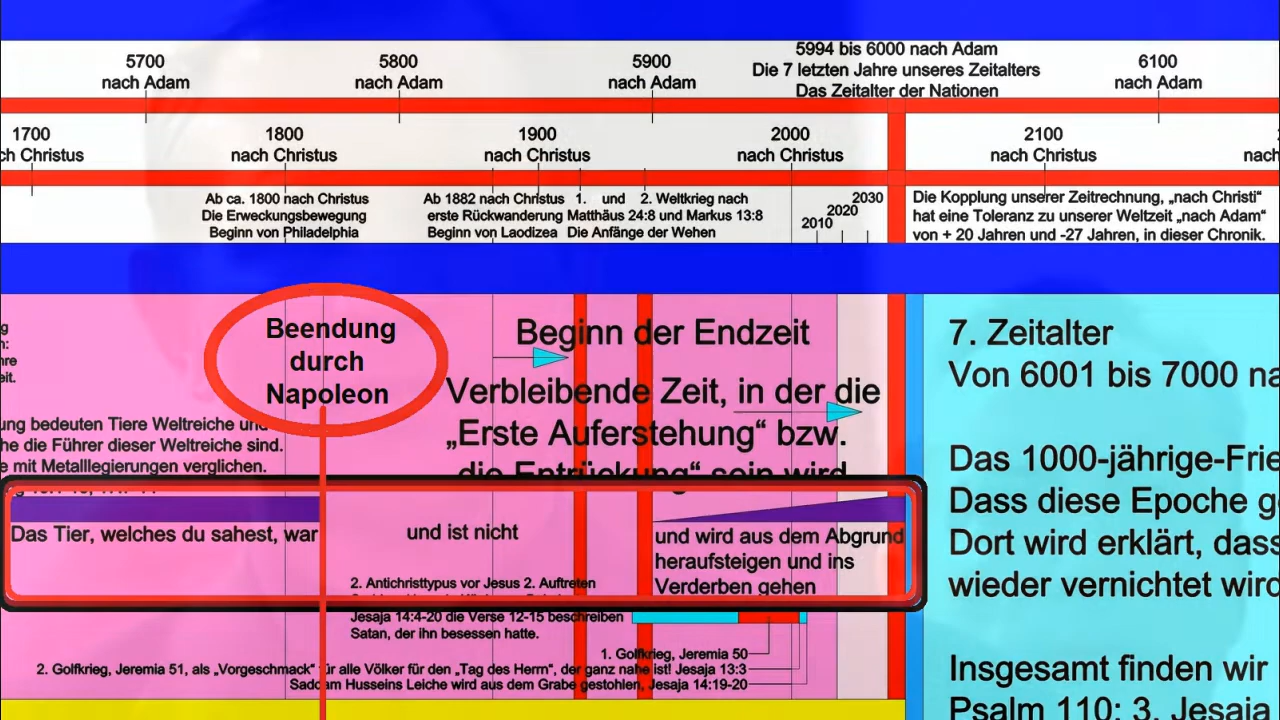 5700
nach Adam
5800
nach Adam
5900
nach Adam
5994 bis 6000 nach Adam
Die 7 letzten Jahre unseres Zeitalters
Das Zeitalter der Nationen
6100
nach Adam
1700
ch Christus
1800
nach Christus
1900
nach Christus
2000
nach Christus
2100
nach Christus
nach
Ab ca. 1800 nach Christus
Die Erweckungsbewegung
Beginn von Philadelphia
Ab 1882 nach Christus
erste Rückwanderung
Beginn von Laodizea
1. und 2. Weltkrieg nach
Matthäus 24:8 und Markus 13:8
Die Anfänge der Wehen
2010
2020
2030
Die Kopplung unserer Zeitrechnung, „nach Christi“
hat eine Toleranz zu unserer Weltzeit „nach Adam“
von + 20 Jahren und -27 Jahren, in dieser Chronik.
g
n:
hre
eit.
Beendung
durch
Napoleon
Beginn der Endzeit
Verbleibende Zeit, in der die
„Erste Auferstehung“ bzw.
die Entrückung“ sein wird
ung bedeuten Tiere Weltreiche und
he die Führer dieser Weltreiche sind.
e mit Metalllegierungen verglichen.
Das Tier, welches du sahest, war
und ist nicht
und wird aus dem Abgrund
heraufsteigen und ins
Verderben gehen
2. Antichristtypus vor Jesus 2. Auftreten
Jesaja 14:4-20 die Verse 12-15 beschreiben
Satan, der ihn besessen hatte.
1. Golfkrieg, Jeremia 50
2. Golfkrieg, Jeremia 51, als „Vorgeschmack“ für alle Völker für den „Tag des Herrn“, der ganz nahe ist! Jesaja 13:3
Saddam Husseins Leiche wird aus dem Grabe gestohlen, Jesaja 14:19-20
7. Zeitalter
Von 6001 bis 7000 na
Das 1000-jährige-Frie
Dass diese Epoche g
Dort wird erklärt, dass
wieder vernichtet wird
Insgesamt finden wir
Psalm 110: 3, Jesaja